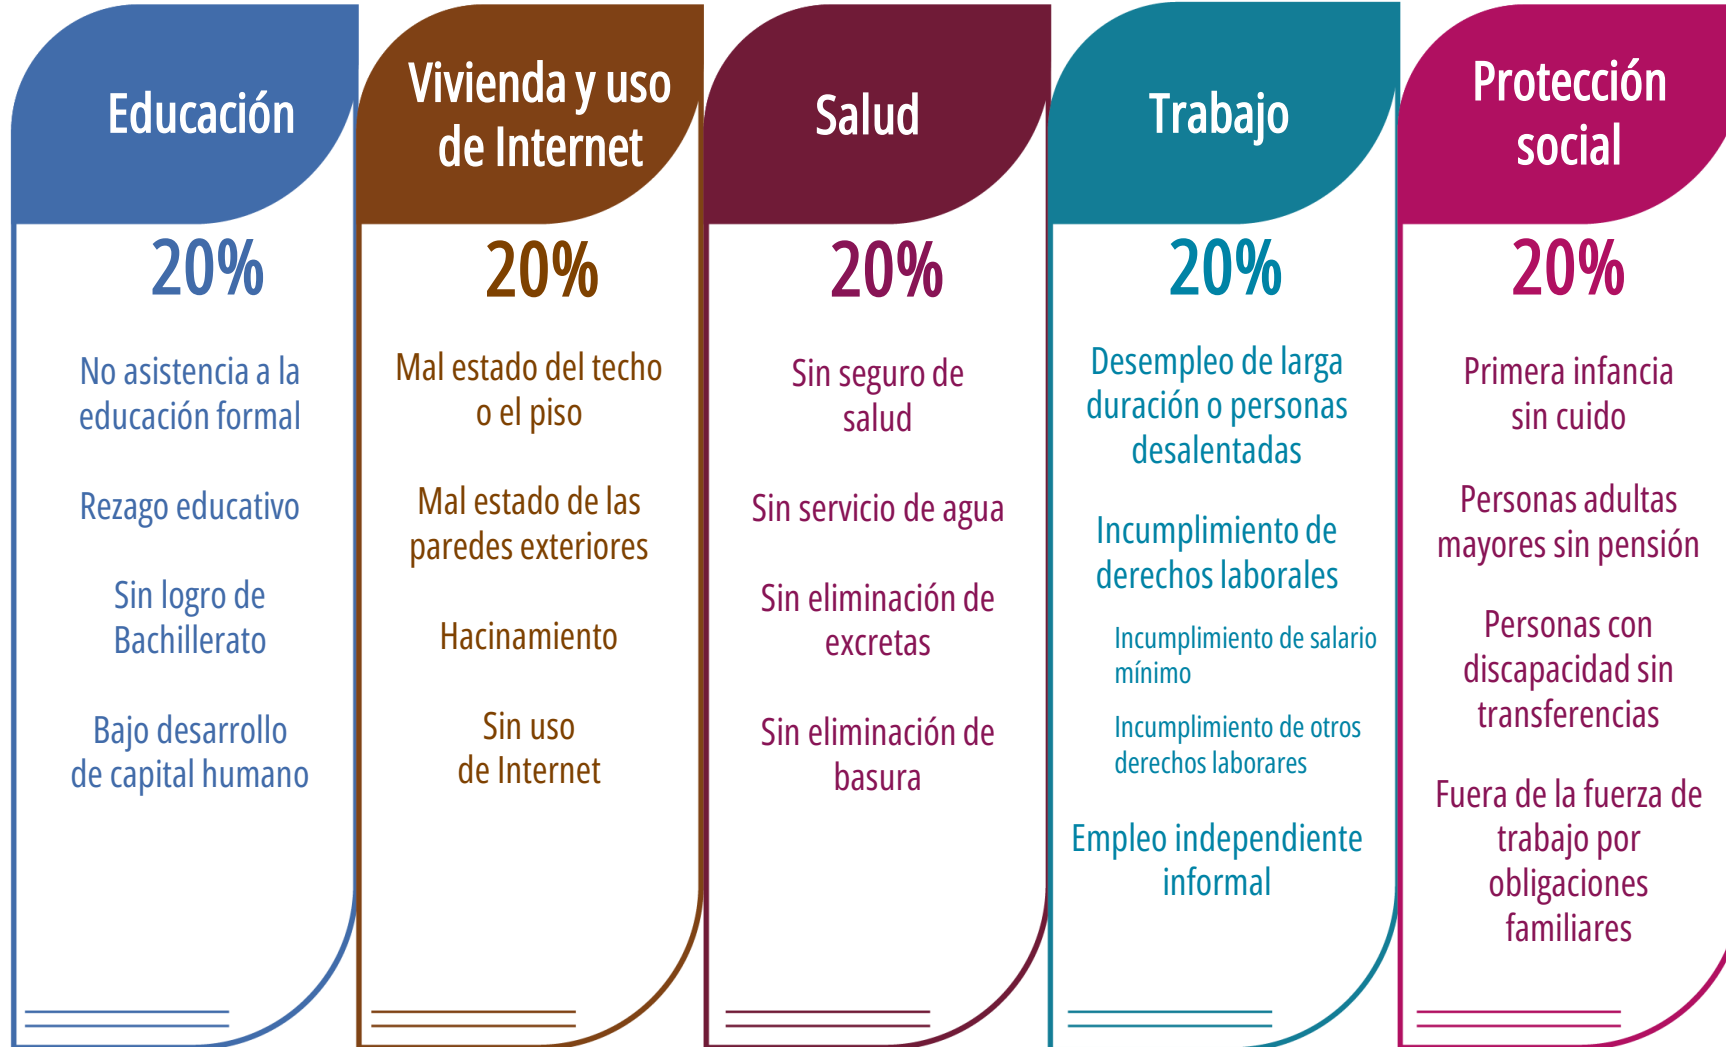 Educación
20%
No asistencia a la
educación formal
Rezago educativo
Sin logro de
Bachillerato
Bajo desarrollo
de capital humano
Vivienda y uso
de Internet
20%
Mal estado del techo
o el piso
Mal estado de las
paredes exteriores
Hacinamiento
Sin uso
de Internet
Salud
20%
Sin seguro de
salud
Sin servicio de agua
Sin eliminación de
excretas
Sin eliminación de
basura
Trabajo
20%
Desempleo de larga
duración o personas
desalentadas
Incumplimiento de
derechos laborales
Incumplimiento de salario
mínimo
Incumplimiento de otros
derechos laborares
Empleo independiente
informal
Protección
social
20%
Primera infancia
sin cuido
Personas adultas
mayores sin pensión
Personas con
discapacidad sin
transferencias
Fuera de la fuerza de
trabajo por
obligaciones
familiares